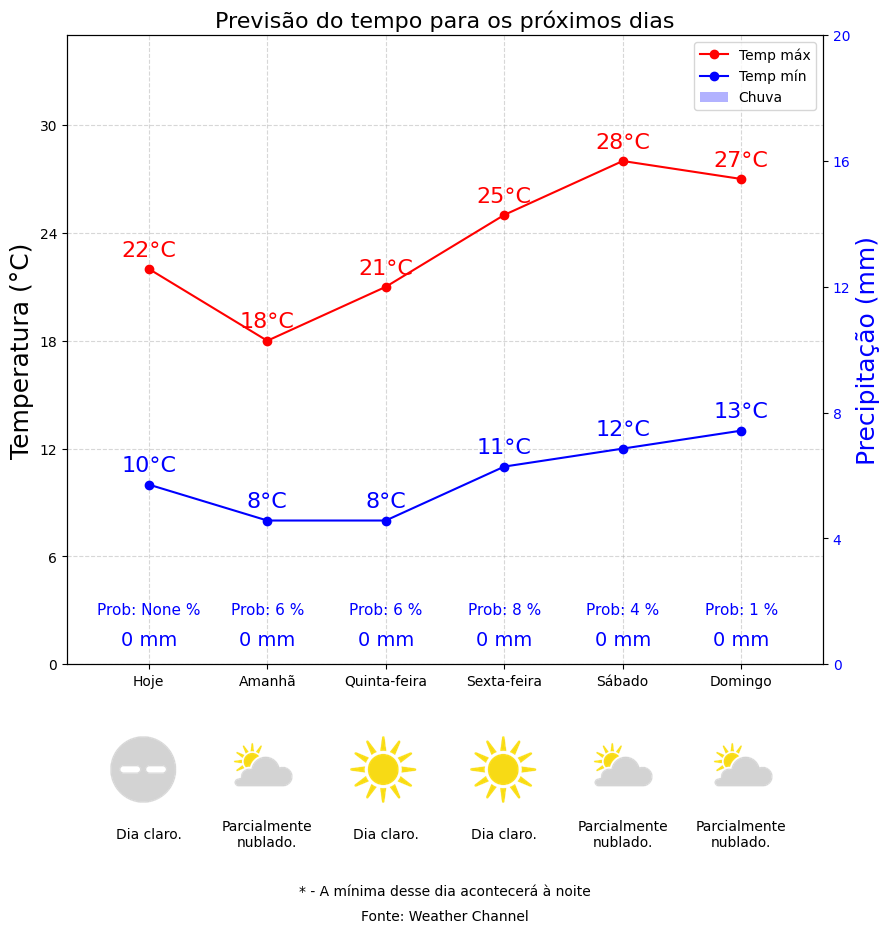 Previsão do tempo para os próximos dias
Temp máx
Temp mín
Chuva
Temperatura (°C)
Precipitação (mm)
30
24
18
12
6
0
20
16
12
8
4
0
22°C 18°C 21°C 25°C 28°C 27°C
10°C 8°C 8°C 11°C 12°C 13°C
Prob: None % Prob: 6 % Prob: 6 % Prob: 8 % Prob: 4 % Prob: 1 %
0 mm 0 mm 0 mm 0 mm 0 mm 0 mm
Hoje Amanhã Quinta-feira Sexta-feira Sábado Domingo
Dia claro.
Parcialmente
nublado.
Dia claro.
Dia claro.
Parcialmente
nublado.
Parcialmente
nublado.
* - A mínima desse dia acontecerá à noite
Fonte: Weather Channel